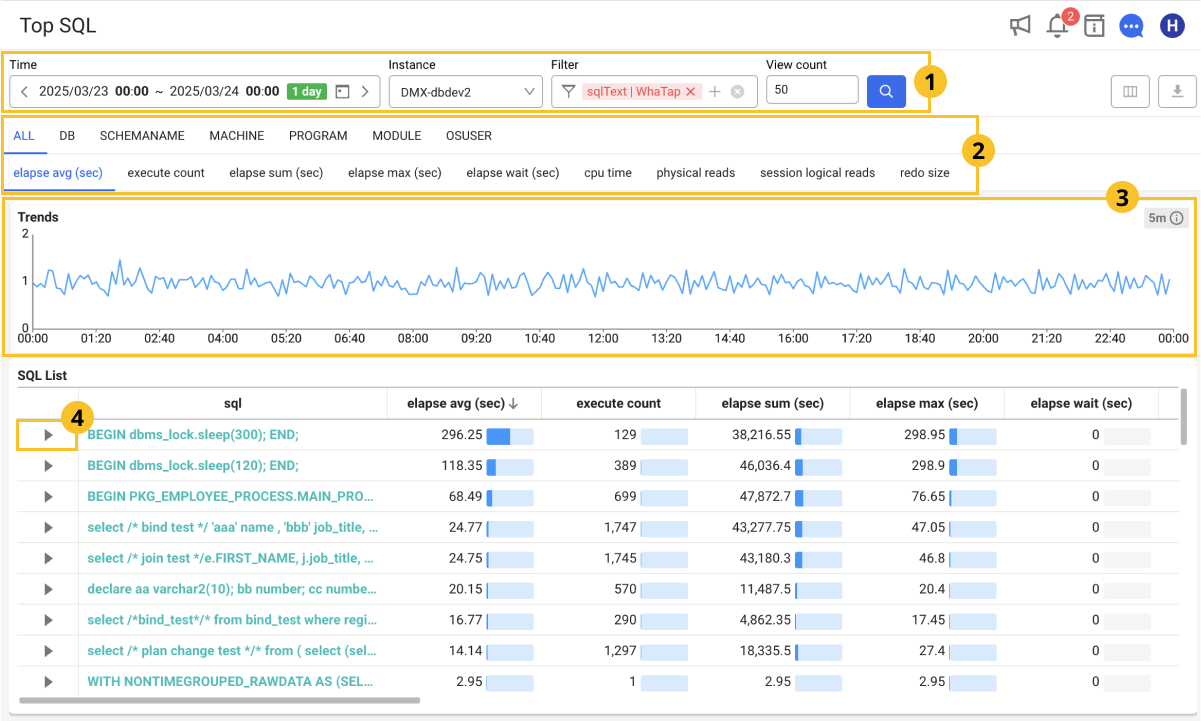 Top SQL
2
H
Time Instance Filter View count
2025/03/23 00:00 ~ 2025/03/24 00:00 1 day DMX-dbdev2 sqlText | WhaTap 50
1
ALL DB SCHEMANAME MACHINE PROGRAM MODULE OSUSER
2
elapse avg (sec) execute count elapse sum (sec) elapse max (sec) elapse wait (sec) cpu time physical reads session logical reads redo size
3
Trends 5m
2
1
0
00:00 01:20 02:40 04:00 05:20 06:40 08:00 09:20 10:40 12:00 13:20 14:40 16:00 17:20 18:40 20:00 21:20 22:40 00:00
SQL List
sql elapse avg (sec) execute count elapse sum (sec) elapse max (sec) elapse wait (sec)
4
BEGIN dbms_lock.sleep(300); END; 296.25 129 38,216.55 298.95 0
BEGIN dbms_lock.sleep(120); END; 118.35 389 46,036.4 298.9 0
BEGIN PKG_EMPLOYEE_PROCESS.MAIN_PRO... 68.49 699 47,872.7 76.65 0
select /* bind test */ 'aaa' name , 'bbb' job_title, ... 24.77 1,747 43,277.75 47.05 0
select /* join test */e.FIRST_NAME, j.job_title, ... 24.75 1,745 43,180.3 46.8 0
declare aa varchar2(10); bb number; cc numbe... 20.15 570 11,487.5 20.4 0
select /*bind_test*/* from bind_test where regi... 16.77 290 4,862.35 17.45 0
select /* plan change test */* from ( select (sel... 14.14 1,297 18,335.5 27.4 0
WITH NONTIMEGROUPED_RAWDATA AS (SEL... 2.95 1 2.95 2.95 0